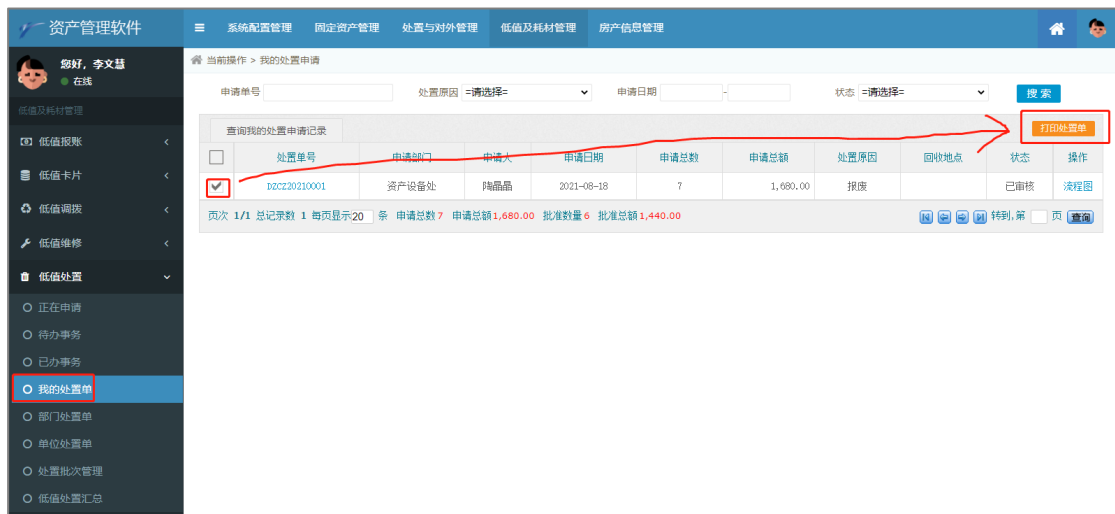 资产管理软件
系统配置管理 固定资产管理 处置与对外管理 低值及耗材管理 房产信息管理
您好，李文慧
在线
当前操作 > 我的处置申请
申请单号 处置原因 =请选择= 申请日期 - 状态 =请选择= 搜 索
低值及耗材管理
查询我的处置申请记录 打印处置单
处置单号 申请部门 申请人 申请日期 申请总数 申请总额 处置原因 回收地点 状态 操作
DZCZ20210001 资产设备处 陶晶晶 2021-08-18 7 1,680.00 报废 已审核 流程图
页次 1/1 总记录数 1 每页显示20 条 申请总数 7 申请总额1,680.00 批准数量 6 批准总额1,440.00 转到,第 页 查询
低值报账
低值卡片
低值调拨
低值维修
低值处置
正在申请
待办事务
已办事务
我的处置单
部门处置单
单位处置单
处置批次管理
低值处置汇总